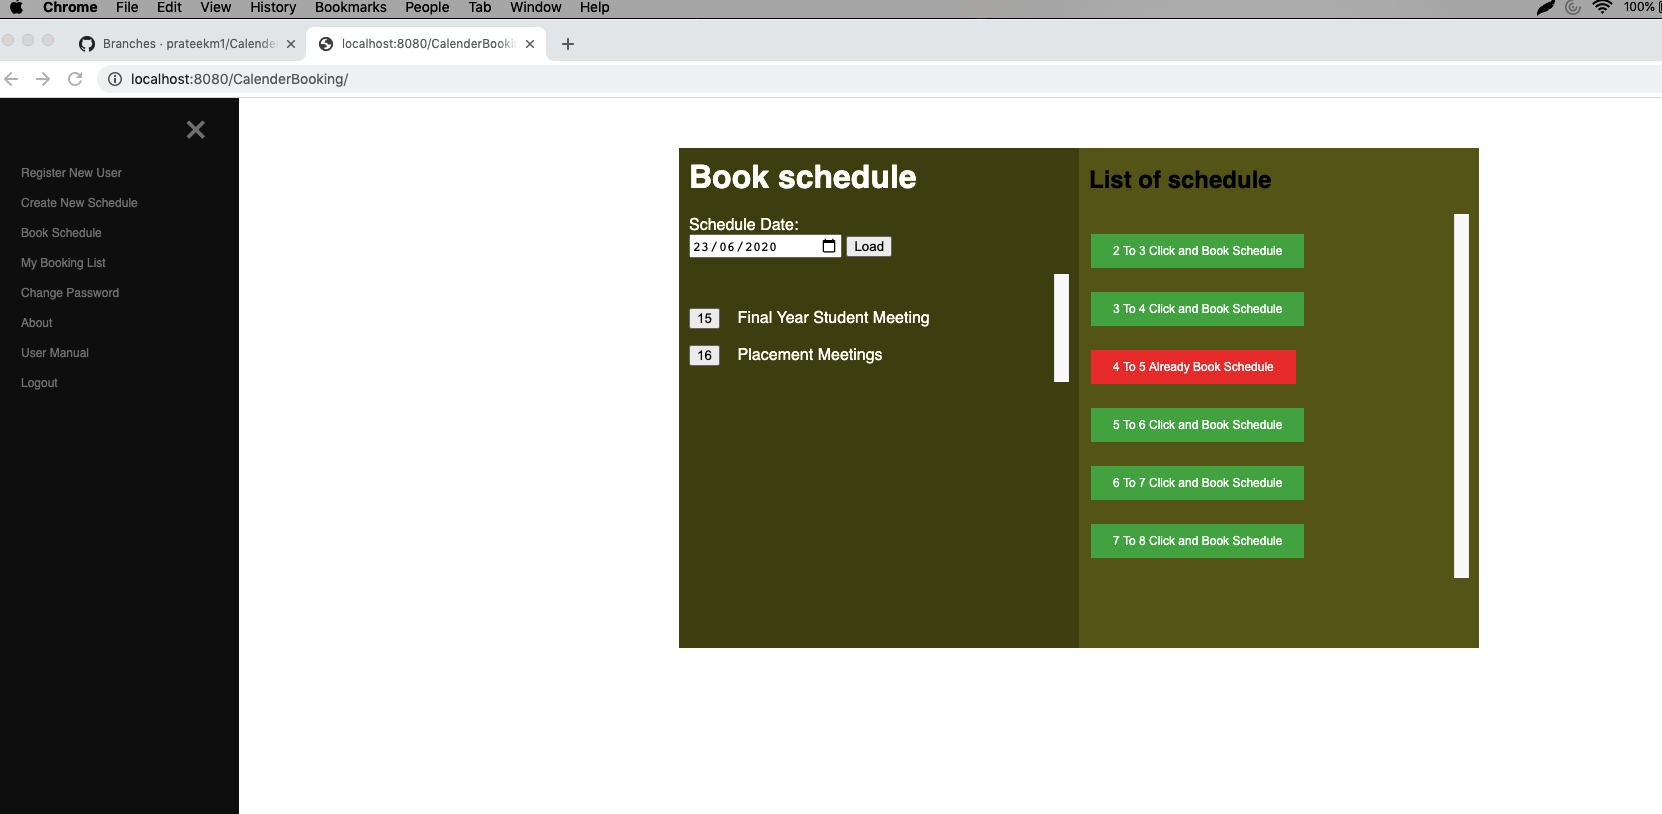 Chrome File Edit View History Bookmarks People Tab Window Help 100%
Branches · prateekm1/Calende
localhost:8080/CalenderBooki
localhost:8080/CalenderBooking/
Register New User
Create New Schedule
Book Schedule
My Booking List
Change Password
About
User Manual
Logout
Book schedule
Schedule Date:
23/06/2020 Load
15 Final Year Student Meeting
16 Placement Meetings
List of schedule
2 To 3 Click and Book Schedule
3 To 4 Click and Book Schedule
4 To 5 Already Book Schedule
5 To 6 Click and Book Schedule
6 To 7 Click and Book Schedule
7 To 8 Click and Book Schedule